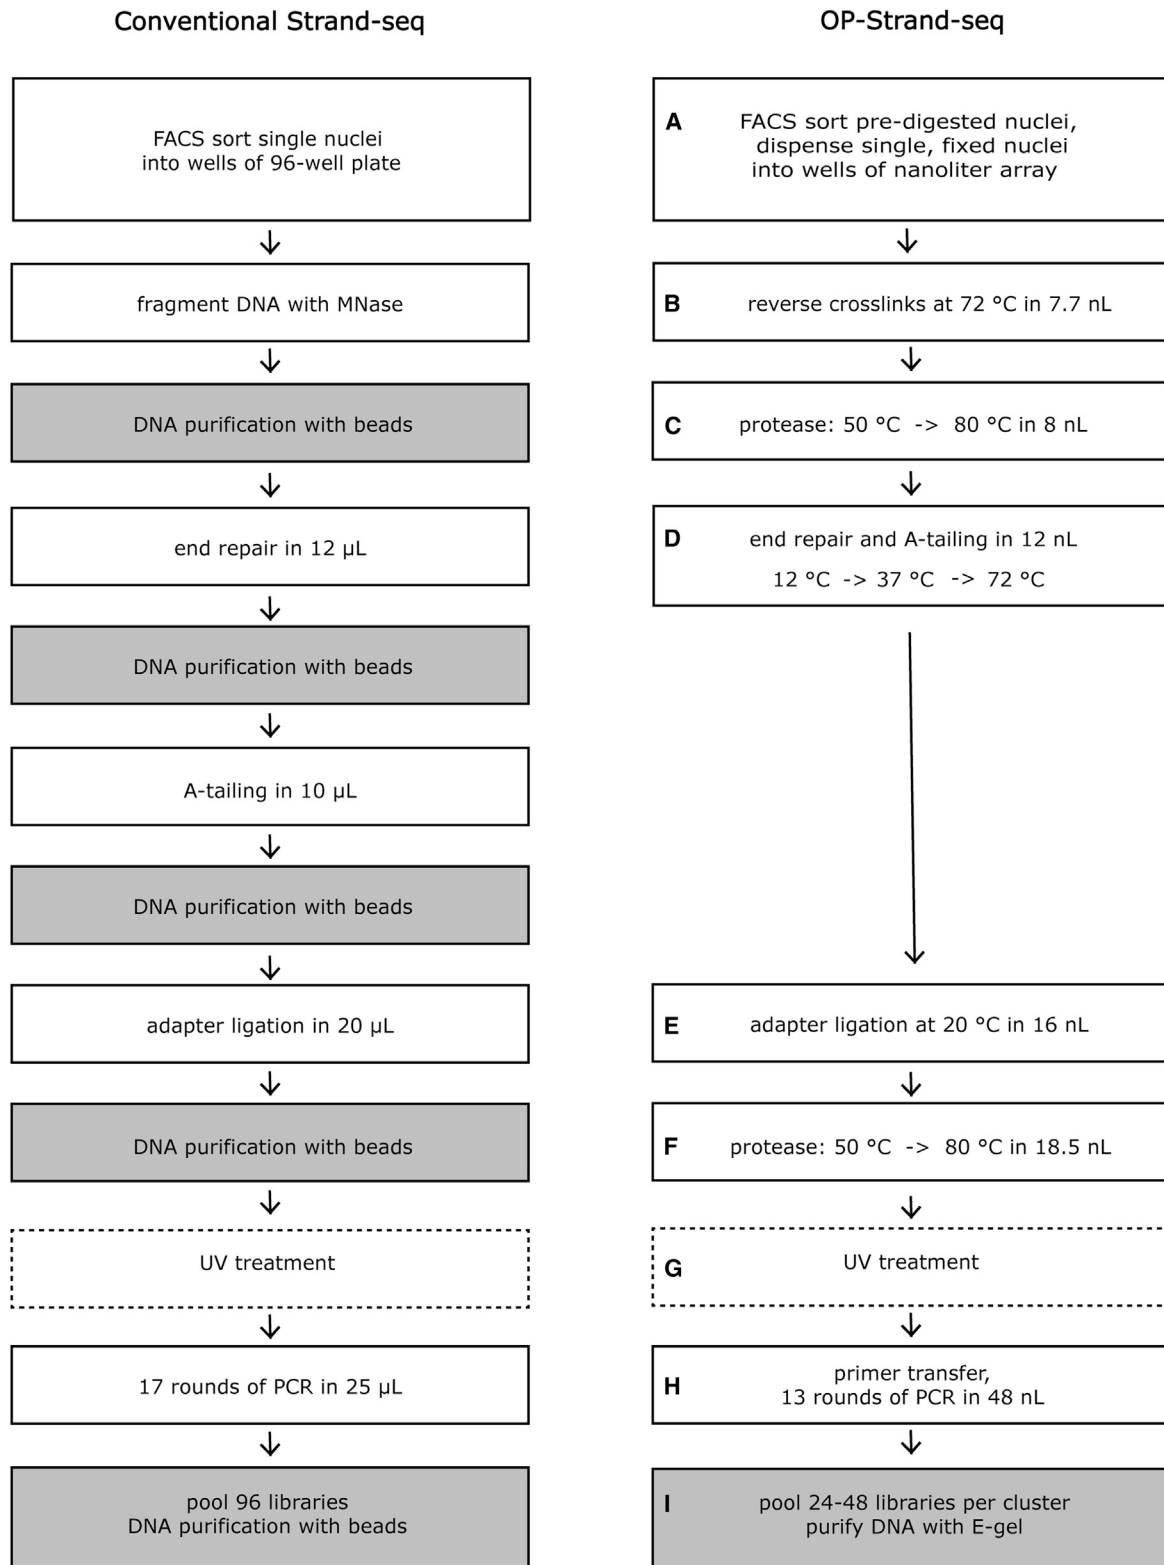 Conventional Strand-seq
FACS sort single nuclei
into wells of 96-well plate
fragment DNA with MNase
DNA purification with beads
end repair in 12 µL
DNA purification with beads
A-tailing in 10 µL
DNA purification with beads
adapter ligation in 20 µL
DNA purification with beads
UV treatment
17 rounds of PCR in 25 µL
pool 96 libraries
DNA purification with beads
OP-Strand-seq
A FACS sort pre-digested nuclei,
dispense single, fixed nuclei
into wells of nanoliter array
B reverse crosslinks at 72 °C in 7.7 nL
C protease: 50 °C -> 80 °C in 8 nL
D end repair and A-tailing in 12 nL
12 °C -> 37 °C -> 72 °C
E adapter ligation at 20 °C in 16 nL
F protease: 50 °C -> 80 °C in 18.5 nL
G UV treatment
H primer transfer,
13 rounds of PCR in 48 nL
I pool 24-48 libraries per cluster
purify DNA with E-gel